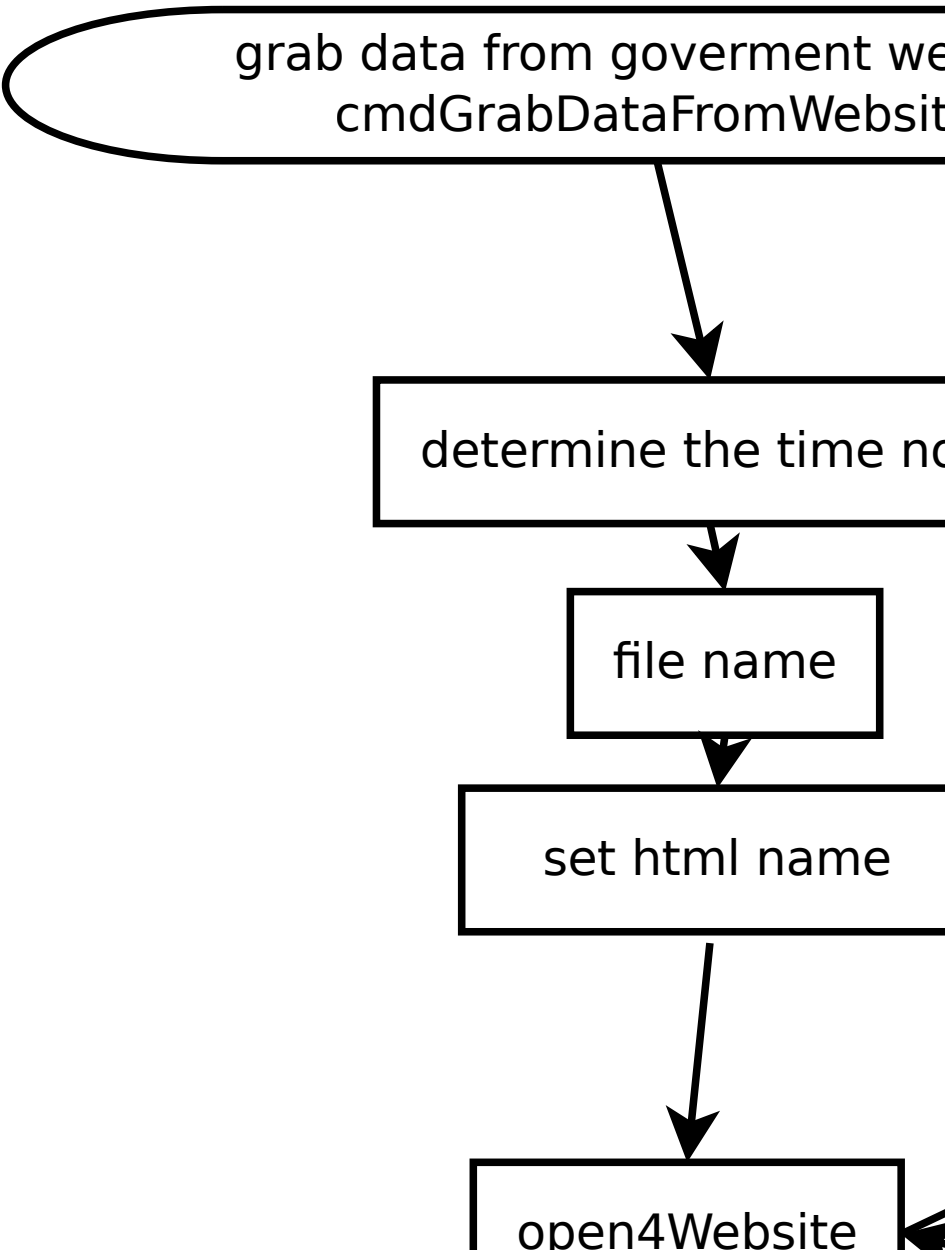 grab data from goverment we
cmdGrabDataFromWebsit
determine the time no
file name
set html name
open4Website